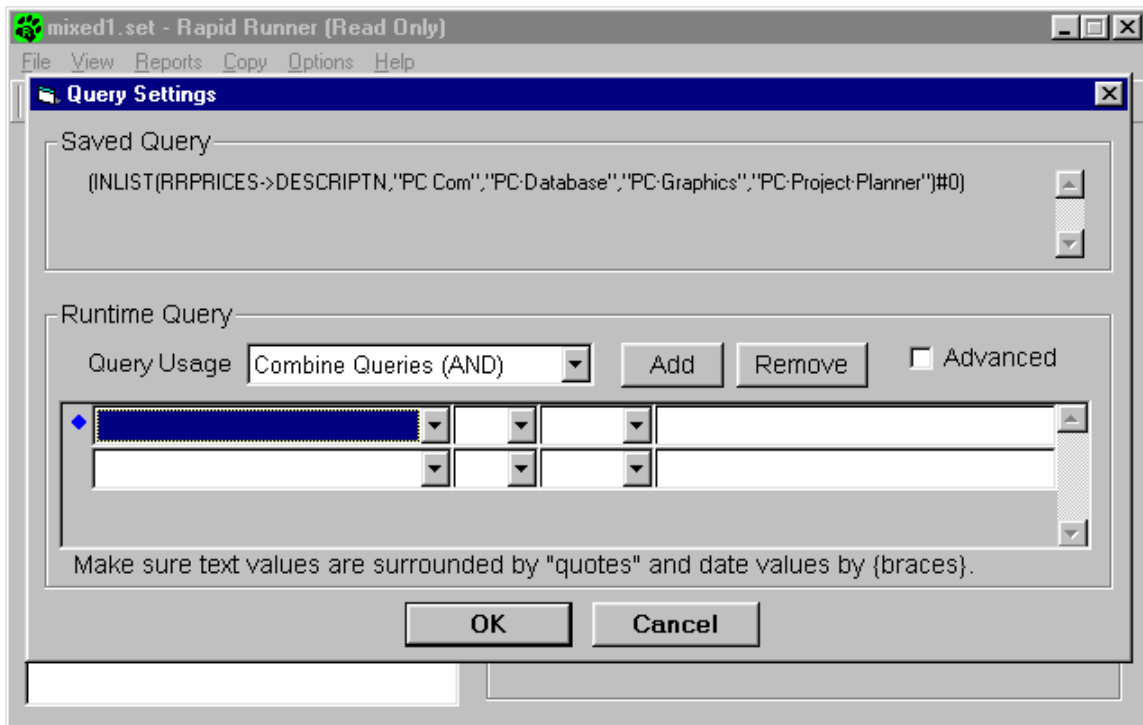 mixed1.set - Rapid Runner (Read Only)
File View Reports Copy Options Help
Query Settings
Saved Query
(INLIST(RRPRICES->DESCRIPTN,"PC Com","PC·Database","PC·Graphics","PC·Project·Planner")#0)
Runtime Query
Query Usage Combine Queries (AND) Add Remove Advanced
Make sure text values are surrounded by "quotes" and date values by {braces}.
OK Cancel